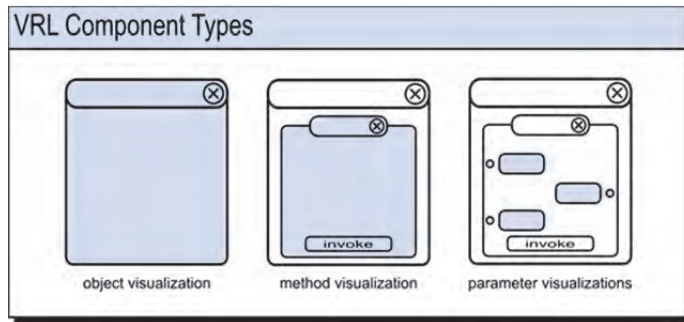 VRL Component Types
invoke
invoke
object visualization
method visualization
parameter visualizations